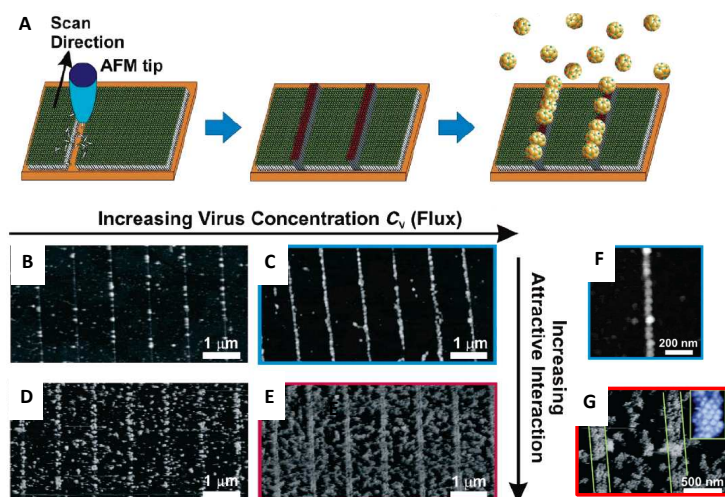 A
Scan
Direction
AFM tip
Increasing Virus Concentration Cv (Flux)
B
1 μm
C
1 μm
D
1 μm
E
1 μm
Increasing
Attractive Interaction
F
200 nm
G
500 nm